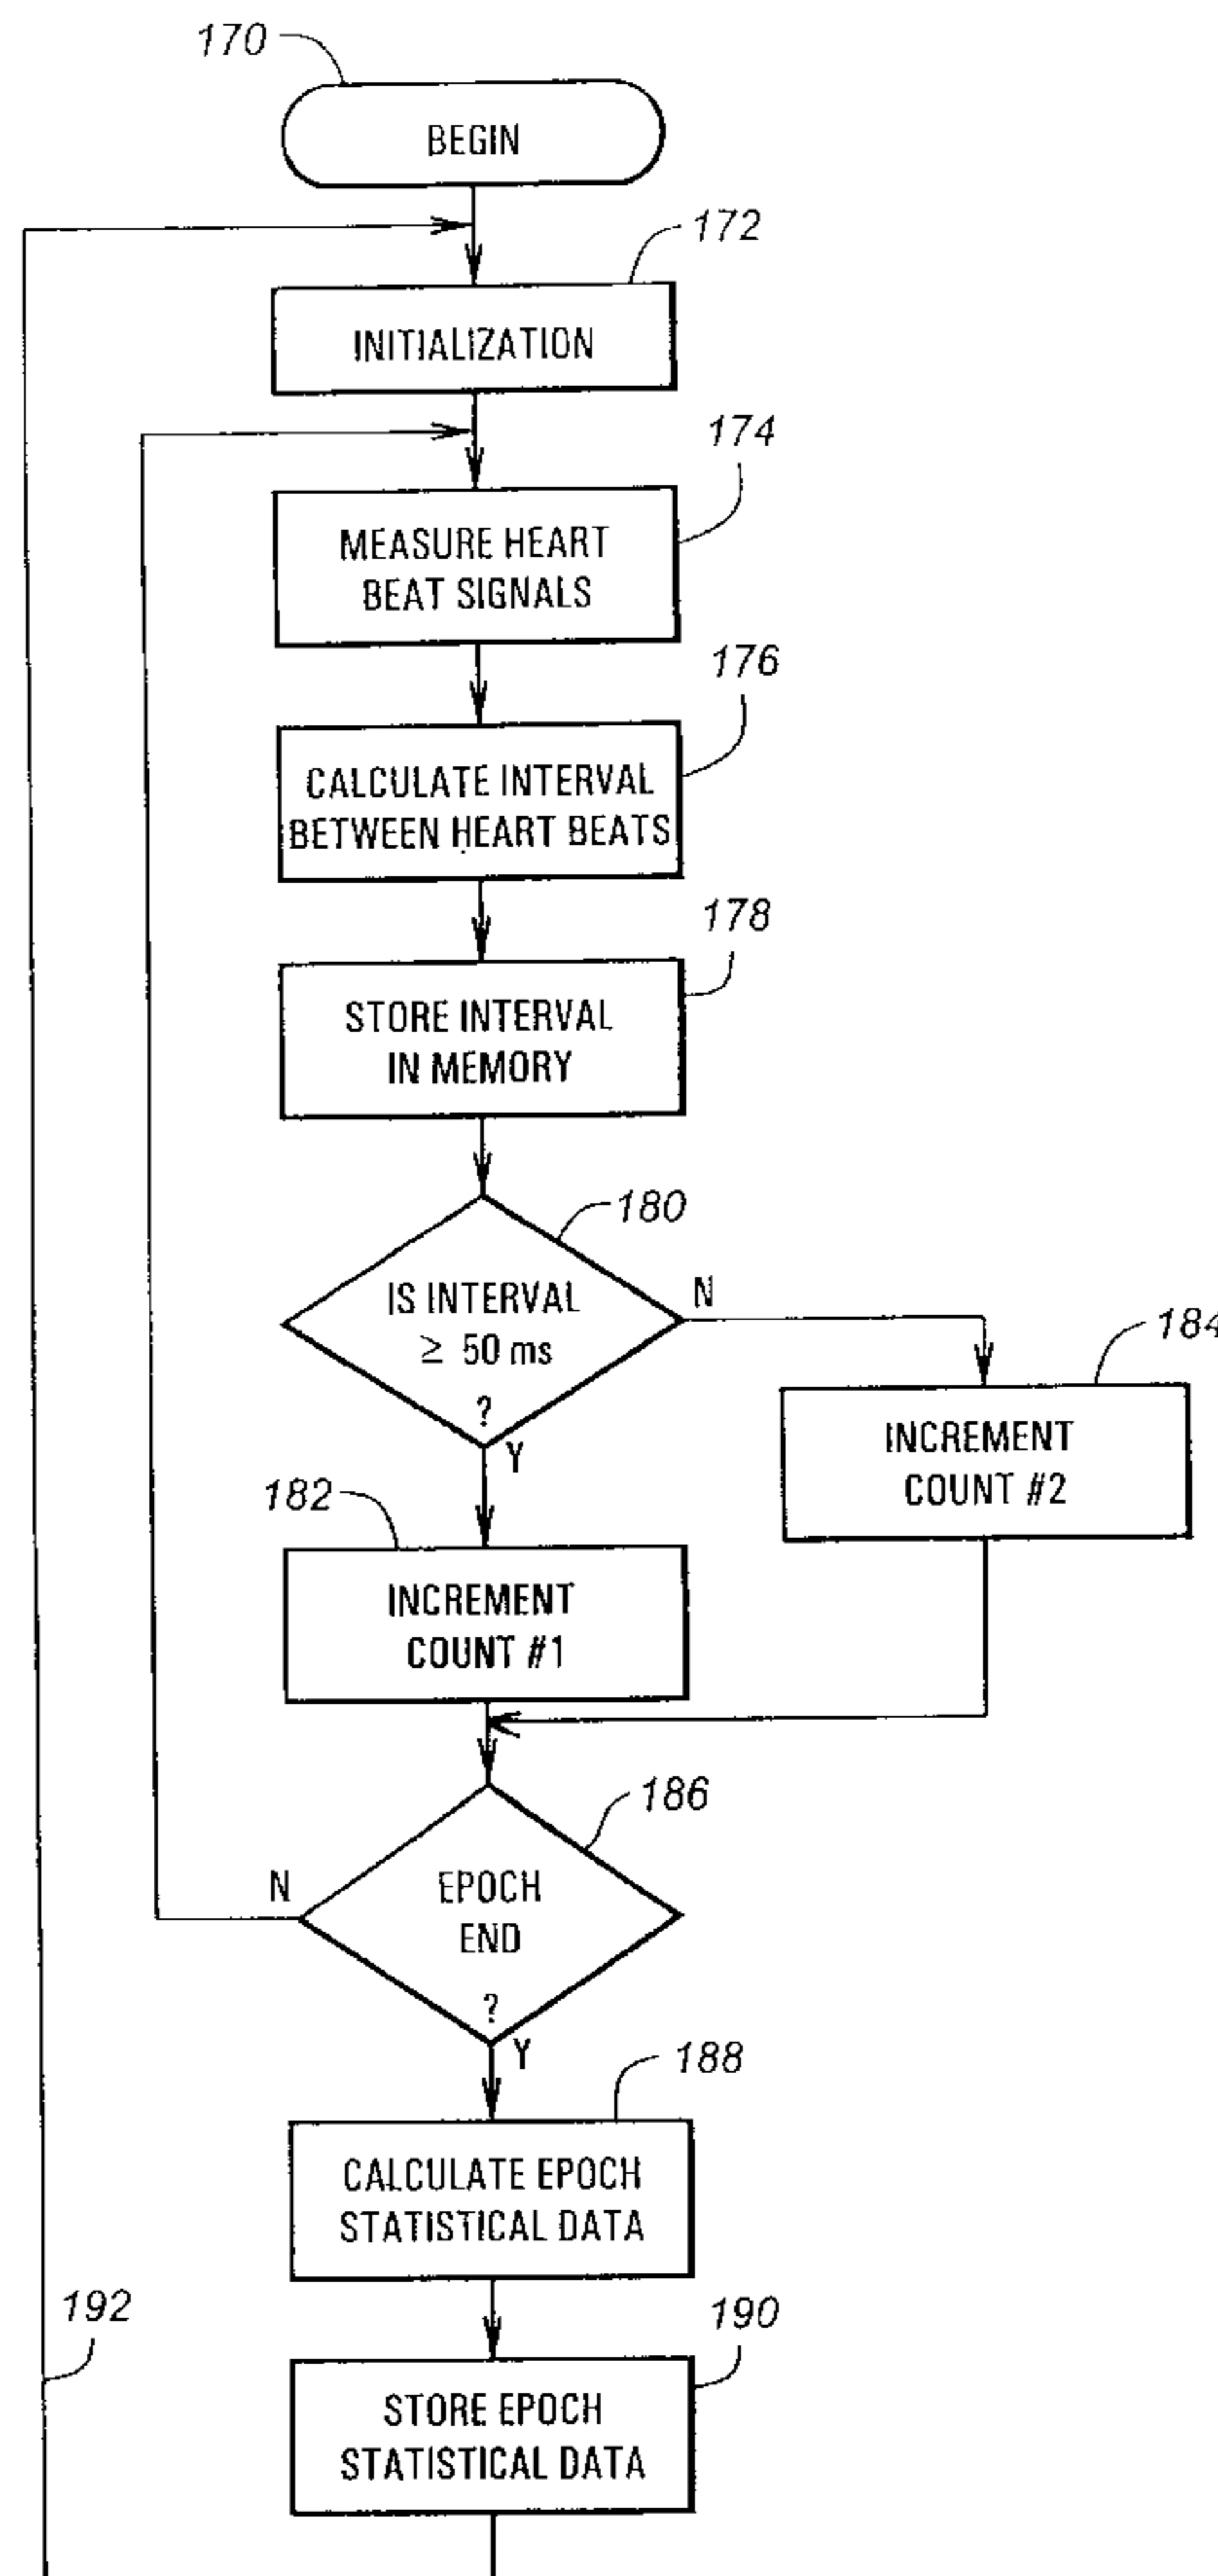 170
BEGIN
172
INITIALIZATION
174
MEASURE HEART
BEAT SIGNALS
176
CALCULATE INTERVAL
BETWEEN HEART BEATS
178
STORE INTERVAL
IN MEMORY
180
IS INTERVAL
≥ 50 ms
?
N
Y
184
INCREMENT
COUNT #2
182
INCREMENT
COUNT #1
186
EPOCH
END
?
N
Y
188
CALCULATE EPOCH
STATISTICAL DATA
192
190
STORE EPOCH
STATISTICAL DATA